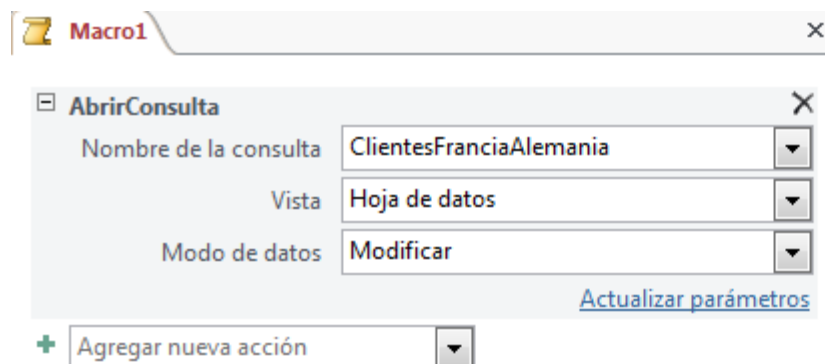 Macro1
AbrirConsulta
Nombre de la consulta ClientesFranciaAlemania
Vista Hoja de datos
Modo de datos Modificar
Actualizar parámetros
Agregar nueva acción